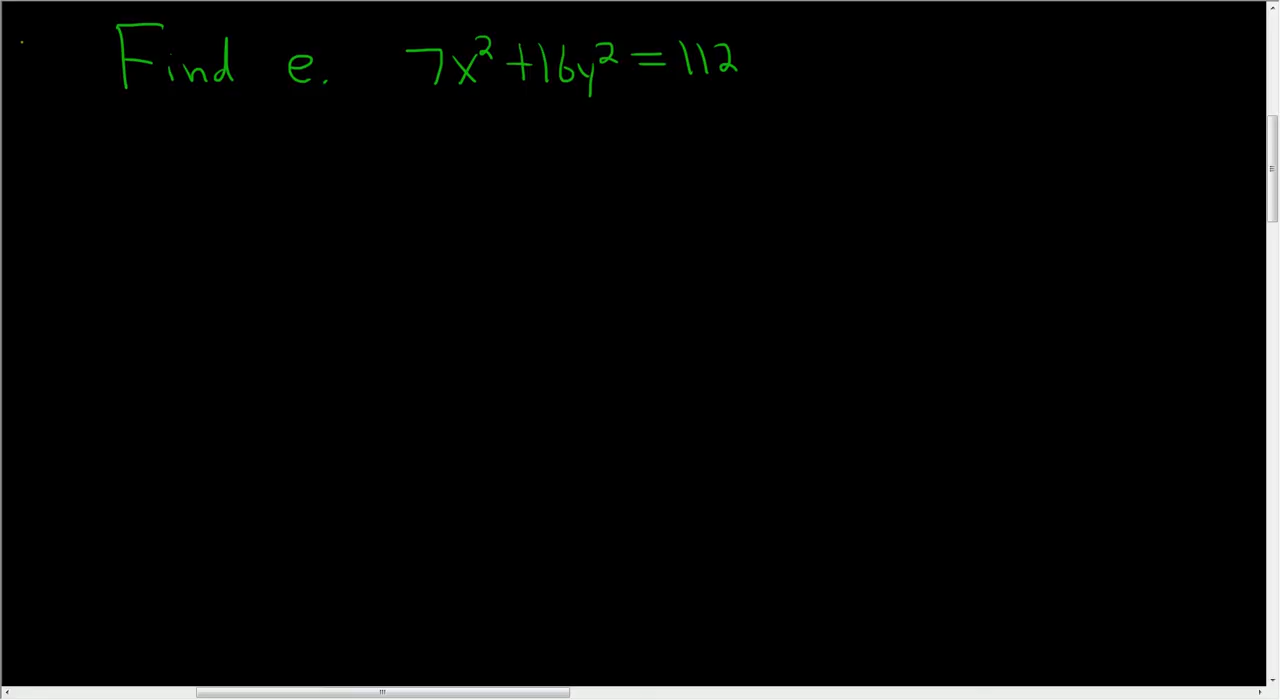 Find e. 7x² + 16y² = 112